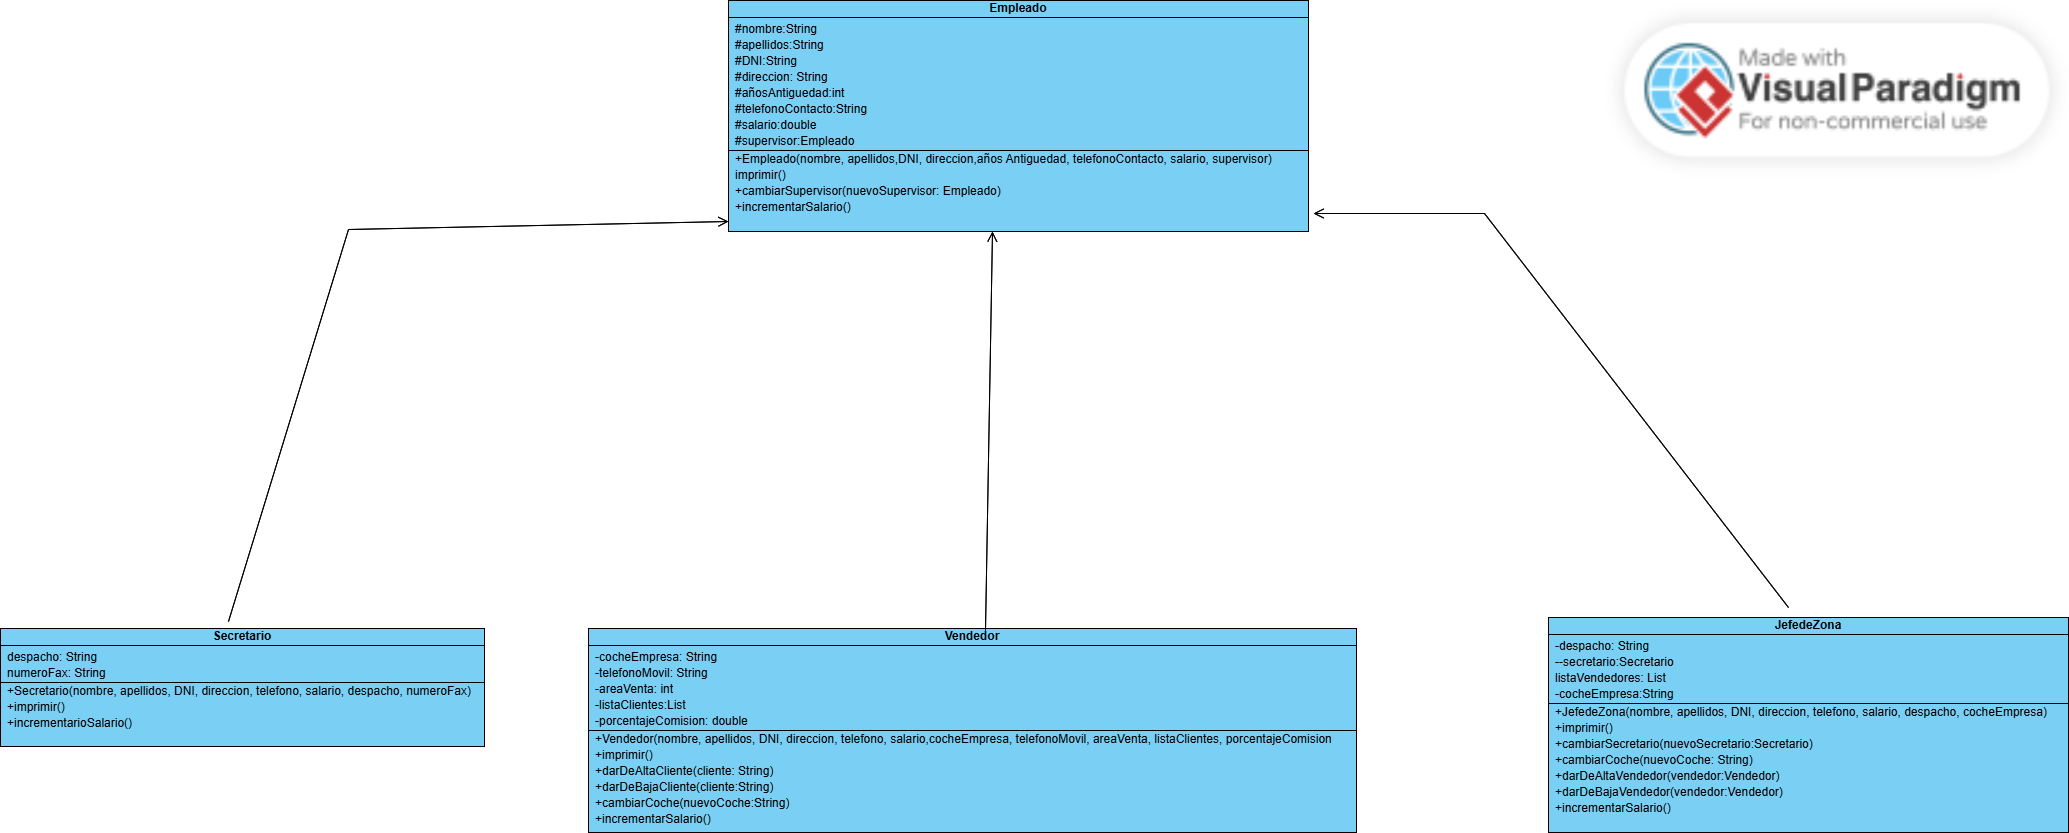 Empleado
#nombre:String
#apellidos:String
#DNI:String
#direccion: String
#añosAntiguedad:int
#telefonoContacto:String
#salario:double
#supervisor:Empleado
+Empleado(nombre, apellidos,DNI, direccion,años Antiguedad, telefonoContacto, salario, supervisor)
imprimir()
+cambiarSupervisor(nuevoSupervisor: Empleado)
+incrementarSalario()
Made with
Visual Paradigm
For non-commercial use
Secretario
despacho: String
numeroFax: String
+Secretario(nombre, apellidos, DNI, direccion, telefono, salario, despacho, numeroFax)
+imprimir()
+incrementarioSalario()
Vendedor
-cocheEmpresa: String
-telefonoMovil: String
-areaVenta: int
-listaClientes:List
-porcentajeComision: double
+Vendedor(nombre, apellidos, DNI, direccion, telefono, salario,cocheEmpresa, telefonoMovil, areaVenta, listaClientes, porcentajeComision
+imprimir()
+darDeAltaCliente(cliente: String)
+darDeBajaCliente(cliente:String)
+cambiarCoche(nuevoCoche:String)
+incrementarSalario()
JefedeZona
-despacho: String
--secretario:Secretario
listaVendedores: List
-cocheEmpresa:String
+JefedeZona(nombre, apellidos, DNI, direccion, telefono, salario, despacho, cocheEmpresa)
+imprimir()
+cambiarSecretario(nuevoSecretario:Secretario)
+cambiarCoche(nuevoCoche: String)
+darDeAltaVendedor(vendedor:Vendedor)
+darDeBajaVendedor(vendedor:Vendedor)
+incrementarSalario()